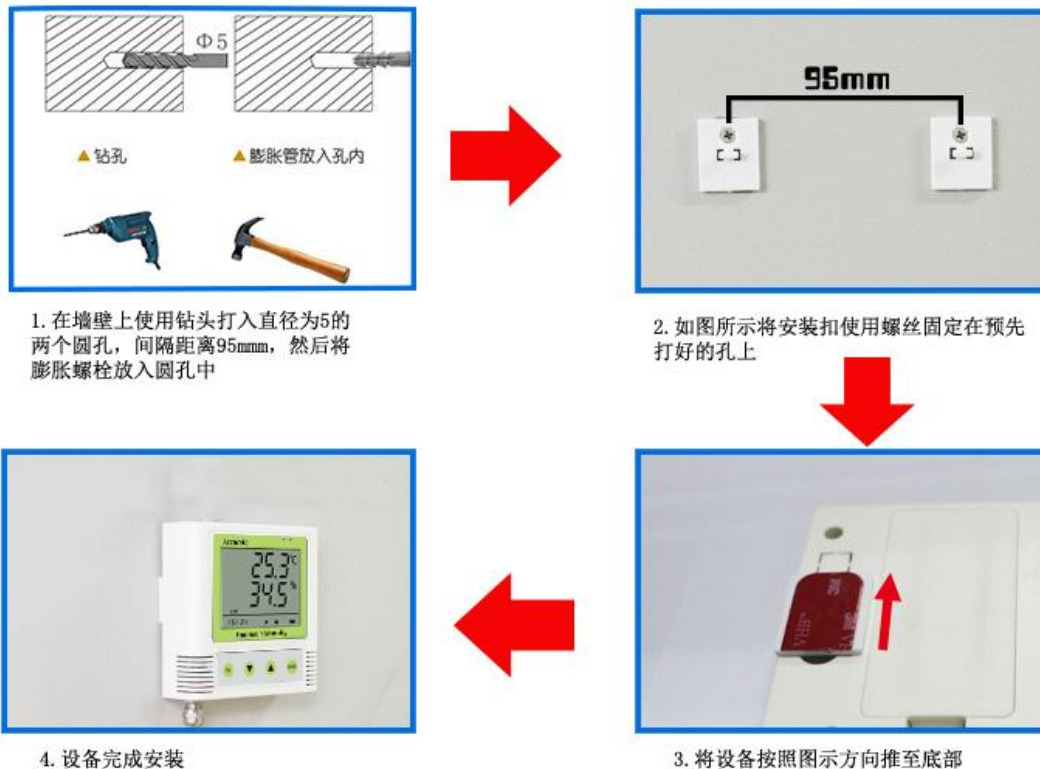 Φ5
▲钻孔
▲膨胀管放入孔内
1.在墙壁上使用钻头打入直径为5的
两个圆孔，间隔距离95mmm，然后将
膨胀螺栓放入圆孔中
95mm
2.如图所示将安装扣使用螺丝固定在预先
打好的孔上
25.3℃
34.5%
4.设备完成安装
3M VHB
3.将设备按照图示方向推至底部